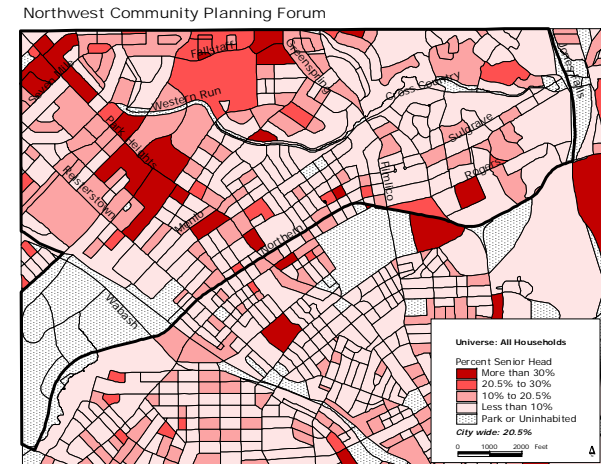 Northwest Community Planning Forum
Fallstaff
Greenspring
Western Run
Cross Country
Park Heights
Sulgrave
Reisterstown
Pimlico
Rogers
Menlo
Northern
Wabash
Universe: All Households
Percent Senior Head
More than 30%
20.5% to 30%
10% to 20.5%
Less than 10%
Park or Uninhabited
City wide: 20.5%
0 1000 2000 Feet